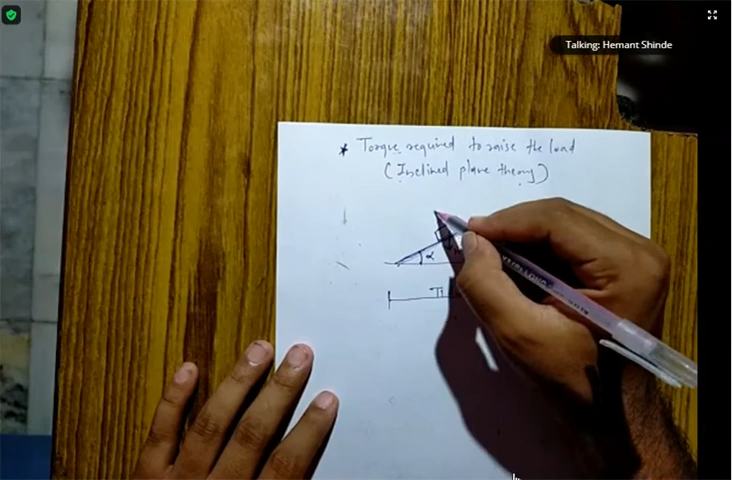 Talking: Hemant Shinde
* Torque required to raise the load
(Inclined plane theory)
α